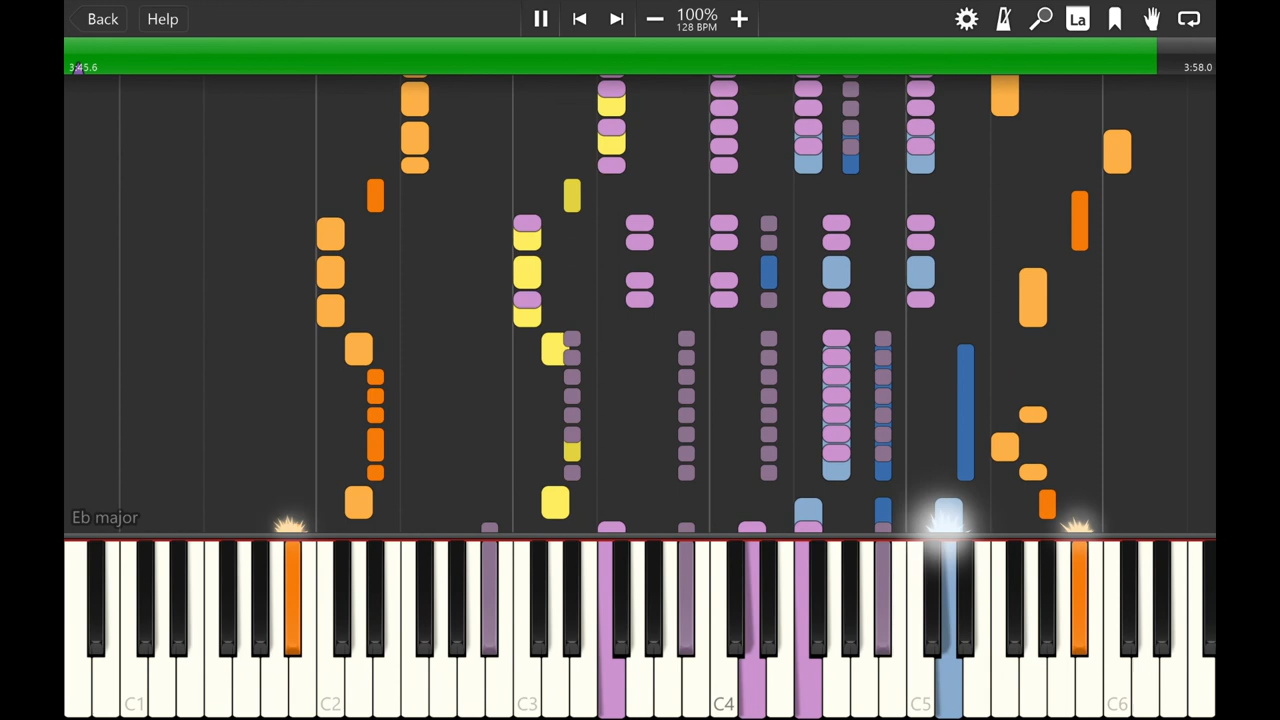 Back
Help
100%
128 BPM
La
3:45.6
3:58.0
Eb major
C1
C2
C3
C4
C5
C6